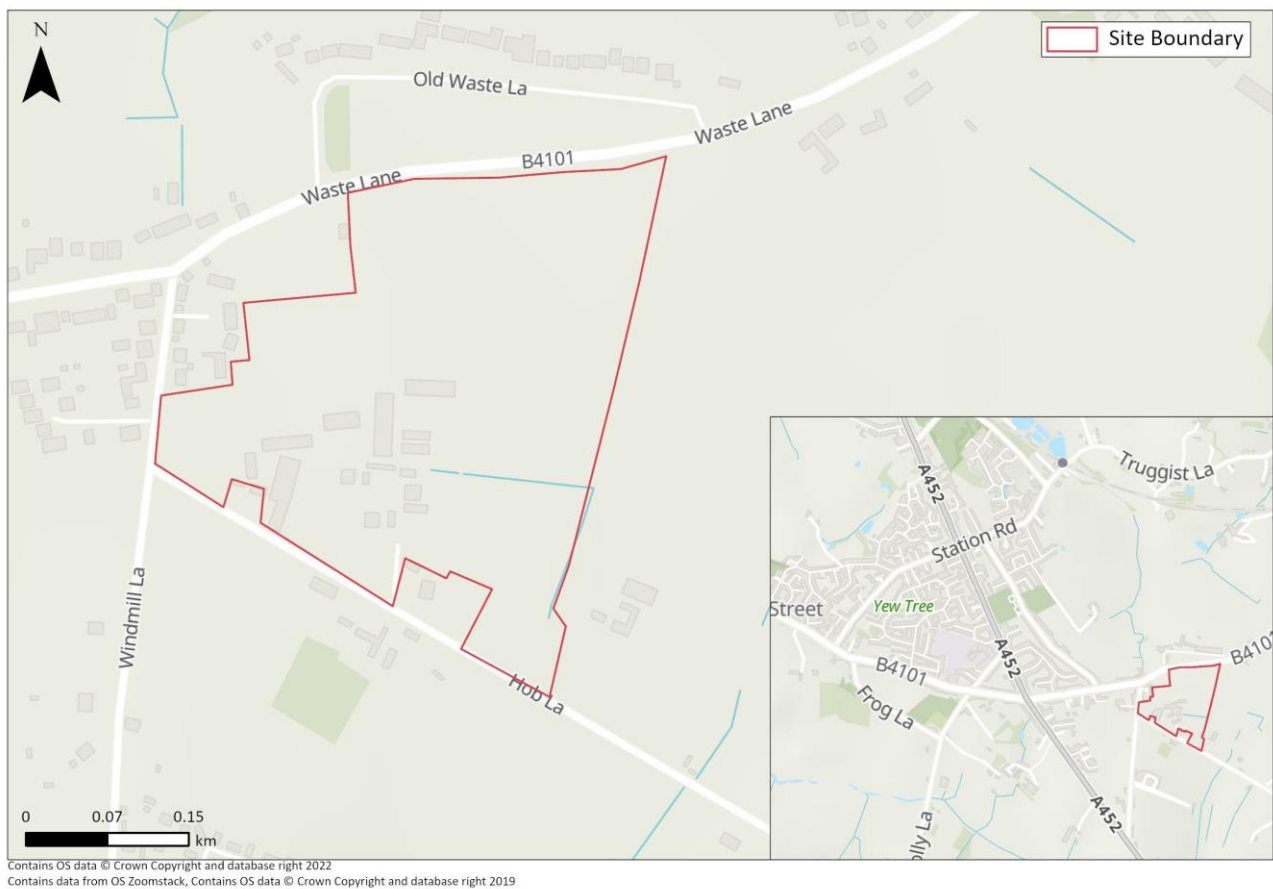 N
Site Boundary
Old Waste La
Waste Lane
B4101
Waste Lane
Windmill La
Hob La
A452
Truggist La
Station Rd
Yew Tree
Street
A452
B4101
B4101
Frog La
olly La
A452
0 0.07 0.15
km
Contains OS data © Crown Copyright and database right 2022
Contains data from OS Zoomstack, Contains OS data © Crown Copyright and database right 2019